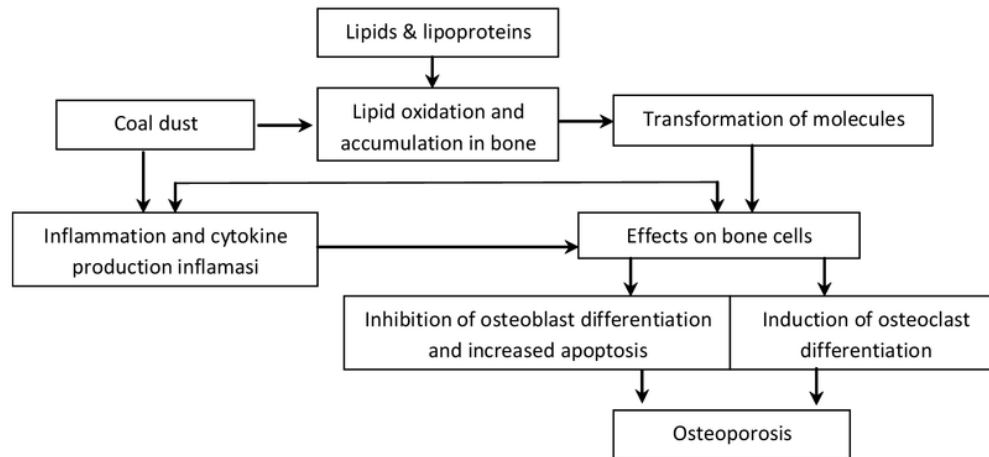 Lipids & lipoproteins
Coal dust
Lipid oxidation and
accumulation in bone
Transformation of molecules
Inflammation and cytokine
production inflamasi
Effects on bone cells
Inhibition of osteoblast differentiation
and increased apoptosis
Induction of osteoclast
differentiation
Osteoporosis